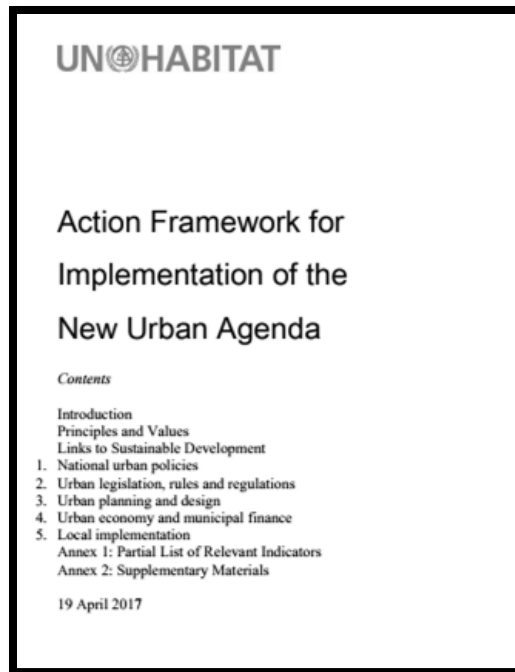 UN HABITAT
Action Framework for
Implementation of the
New Urban Agenda
Contents
Introduction
Principles and Values
Links to Sustainable Development
1. National urban policies
2. Urban legislation, rules and regulations
3. Urban planning and design
4. Urban economy and municipal finance
5. Local implementation
Annex 1: Partial List of Relevant Indicators
Annex 2: Supplementary Materials
19 April 2017